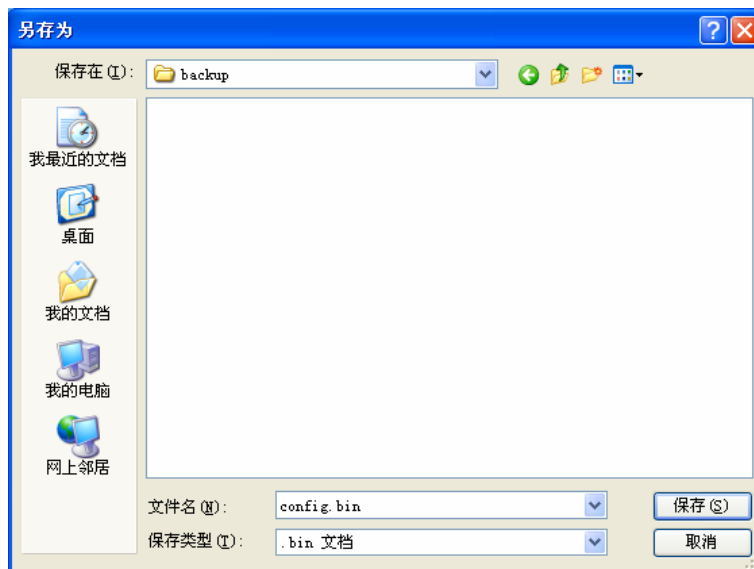 另存为
保存在(I):
backup
我最近的文档
桌面
我的文档
我的电脑
网上邻居
文件名(N):
config.bin
保存(S)
保存类型(T):
.bin 文档
取消